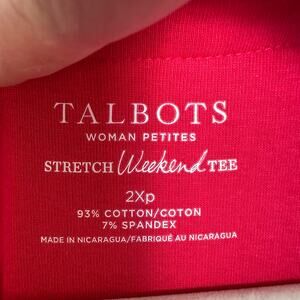 TALBOTS
WOMAN PETITES
STRETCH Weekend TEE
2Xp
93% COTTON/COTON
7% SPANDEX
MADE IN NICARAGUA/FABRIQUÉ AU NICARAGUA